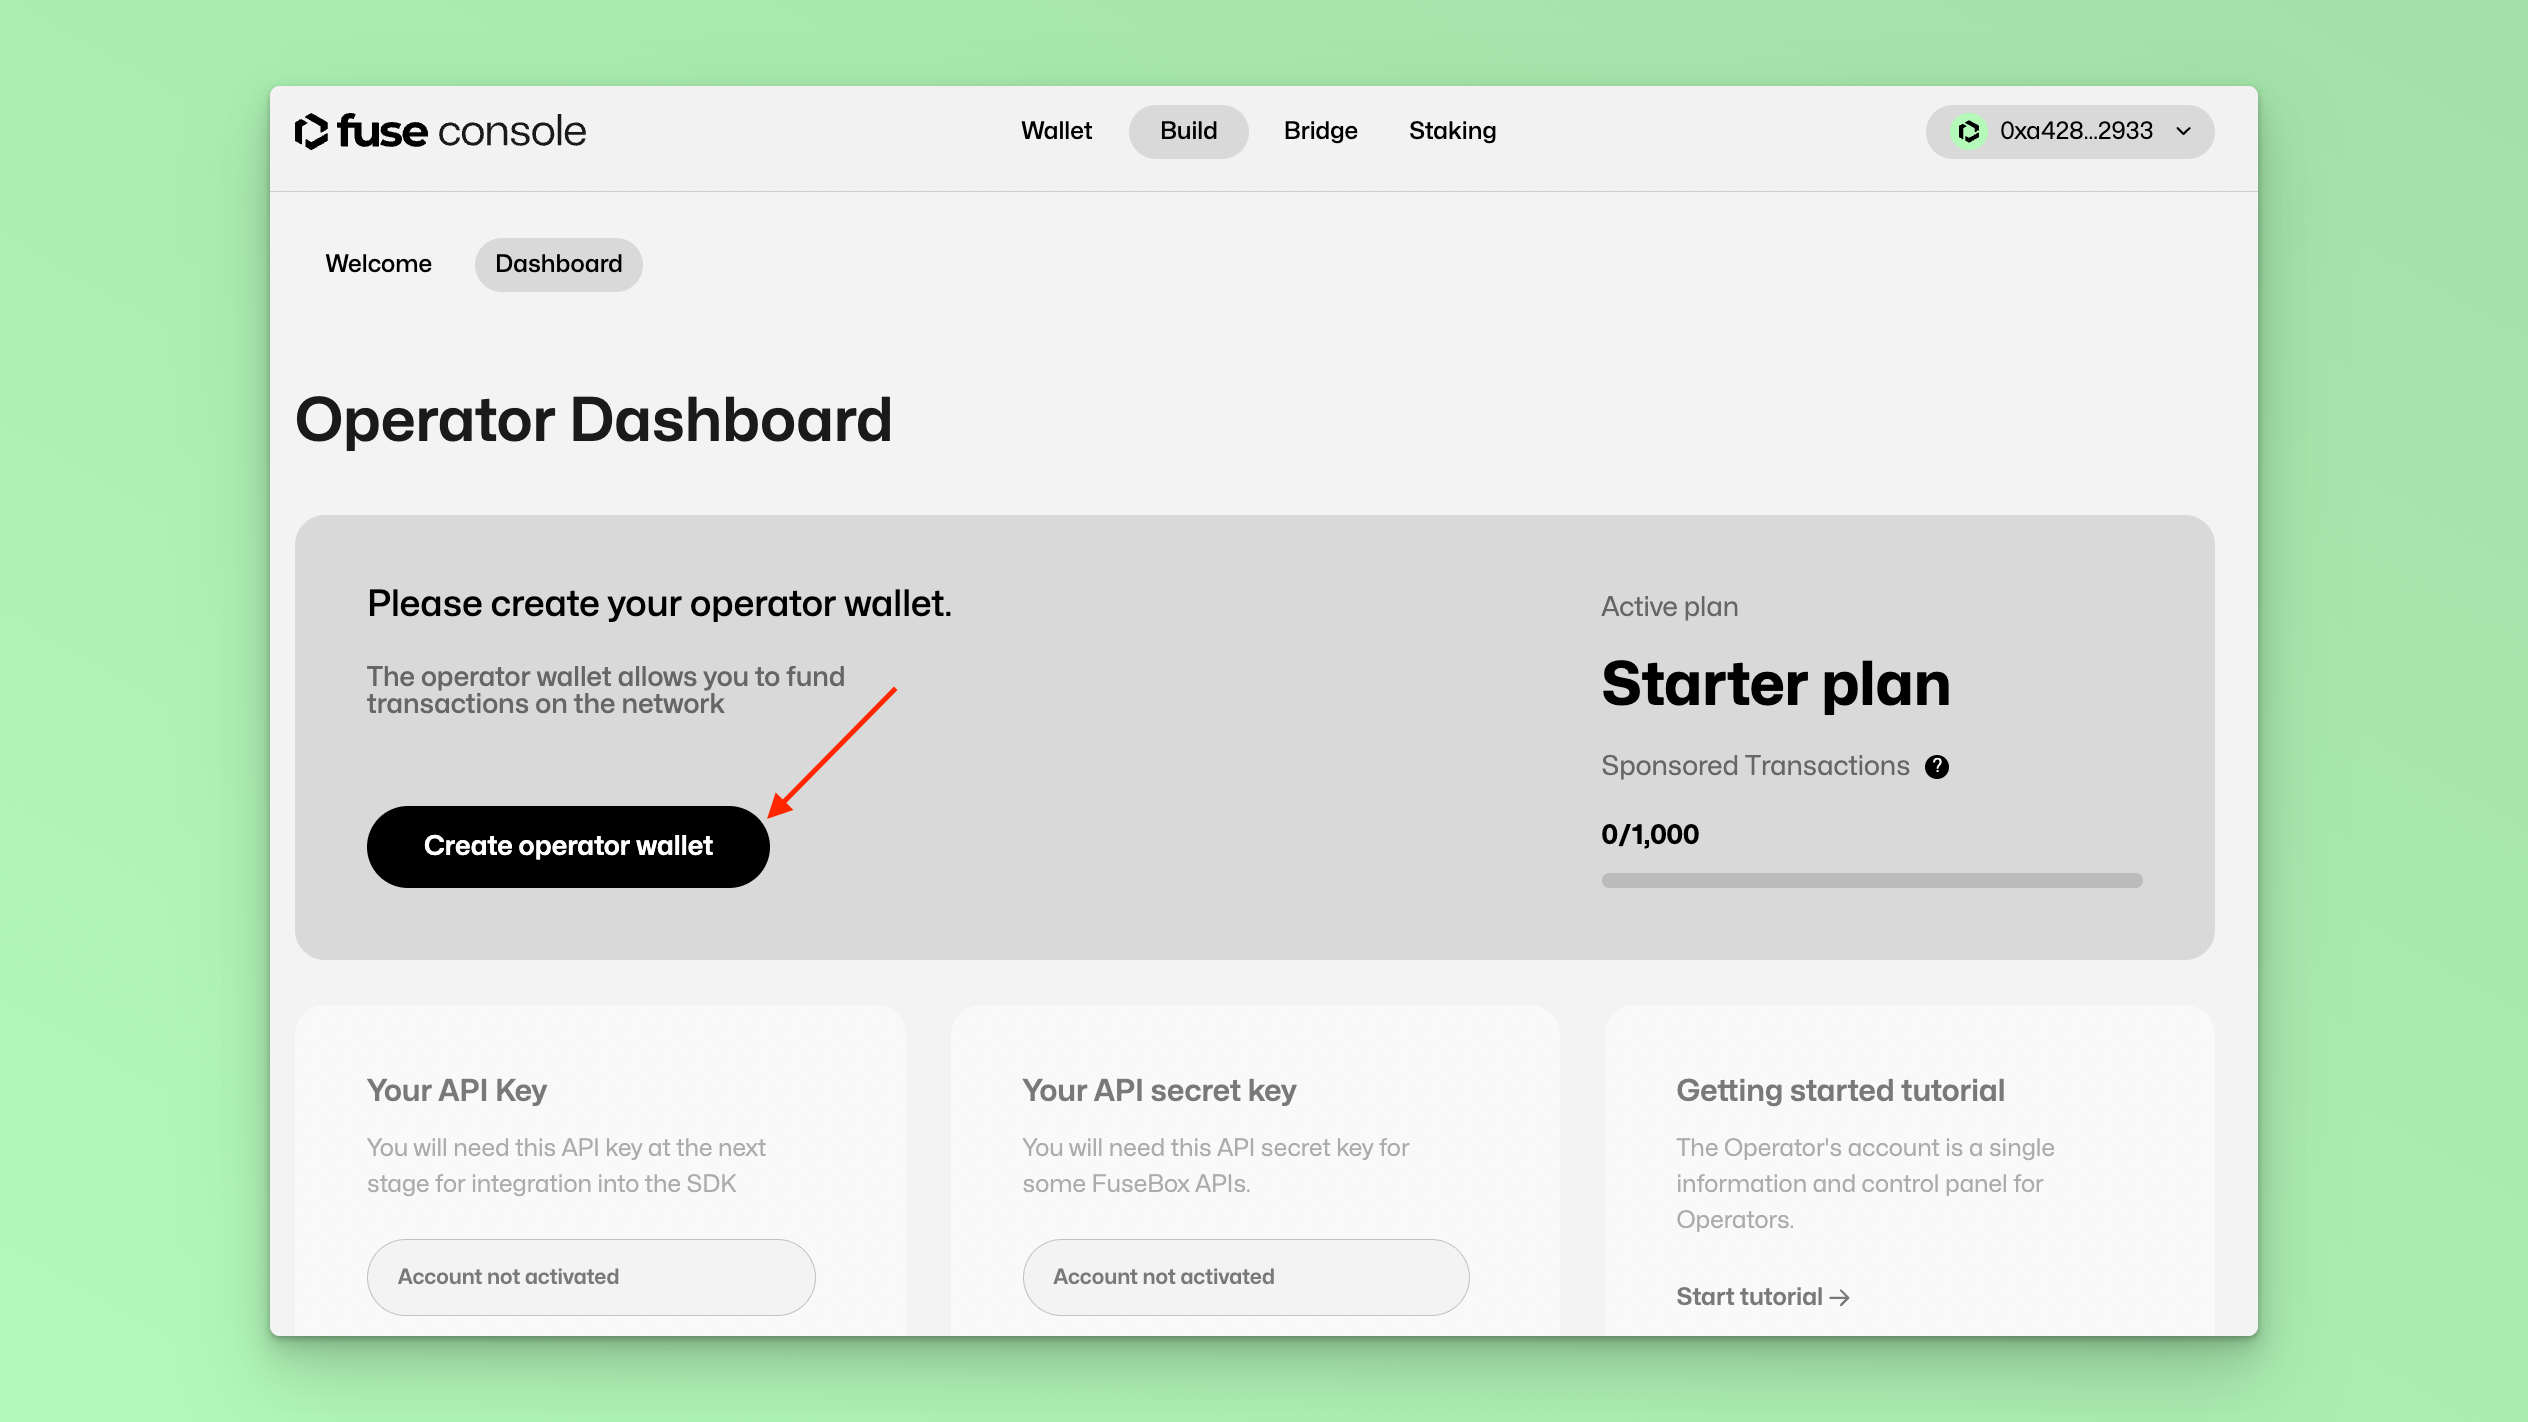 fuse console
Wallet
Build
Bridge
Staking
0xa428...2933
Welcome
Dashboard
Operator Dashboard
Please create your operator wallet.
The operator wallet allows you to fund
transactions on the network
Create operator wallet
Active plan
Starter plan
Sponsored Transactions ?
0/1,000
Your API Key
You will need this API key at the next
stage for integration into the SDK
Account not activated
Your API secret key
You will need this API secret key for
some FuseBox APIs.
Account not activated
Getting started tutorial
The Operator's account is a single
information and control panel for
Operators.
Start tutorial →